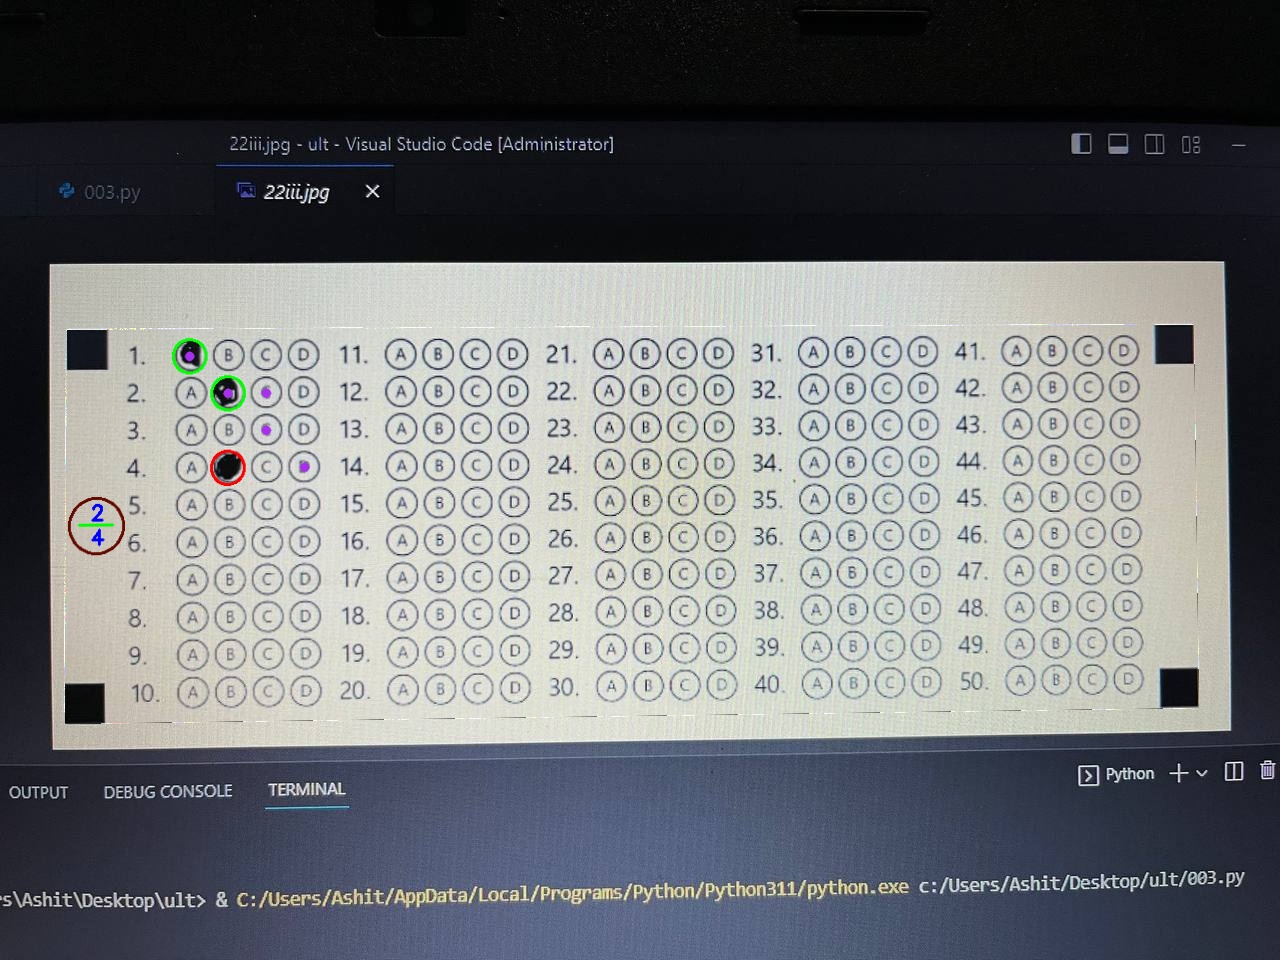 22iii.jpg - ult - Visual Studio Code [Administrator]
003.py
22iii.jpg
1. B C D 11. A B C D 21. A B C D 31. A B C D 41. A B C D
2. A D 12. A B C D 22. A B C D 32. A B C D 42. A B C D
3. A B D 13. A B C D 23. A B C D 33. A B C D 43. A B C D
4. A C 14. A B C D 24. A B C D 34. A B C D 44. A B C D
5. A B C D 15. A B C D 25. A B C D 35. A B C D 45. A B C D
2
4
6. A B C D 16. A B C D 26. A B C D 36. A B C D 46. A B C D
7. A B C D 17. A B C D 27. A B C D 37. A B C D 47. A B C D
8. A B C D 18. A B C D 28. A B C D 38. A B C D 48. A B C D
9. A B C D 19. A B C D 29. A B C D 39. A B C D 49. A B C D
10. A B C D 20. A B C D 30. A B C D 40. A B C D 50. A B C D
OUTPUT DEBUG CONSOLE TERMINAL Python
s\Ashit\Desktop\ult> & C:/Users/Ashit/AppData/Local/Programs/Python/Python311/python.exe c:/Users/Ashit/Desktop/ult/003.py